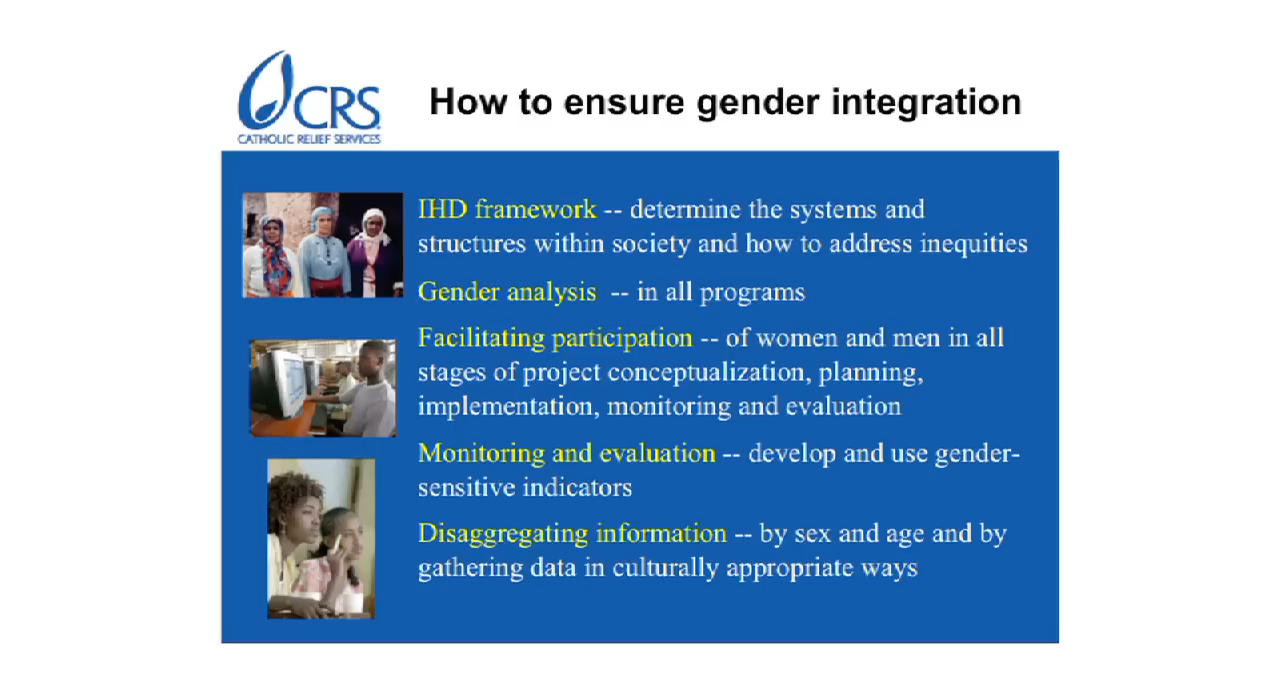 CRS
CATHOLIC RELIEF SERVICES
How to ensure gender integration
IHD framework -- determine the systems and
structures within society and how to address inequities
Gender analysis -- in all programs
Facilitating participation -- of women and men in all
stages of project conceptualization, planning,
implementation, monitoring and evaluation
Monitoring and evaluation -- develop and use gender-
sensitive indicators
Disaggregating information -- by sex and age and by
gathering data in culturally appropriate ways